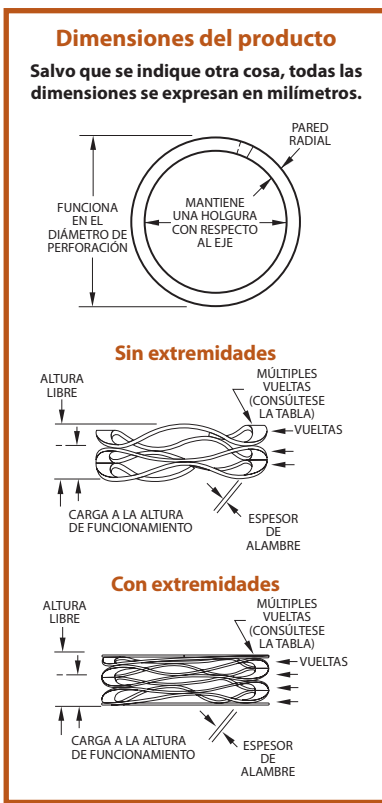 Dimensiones del producto
Salvo que se indique otra cosa, todas las
dimensiones se expresan en milímetros.
PARED
RADIAL
FUNCIONA
EN EL
DIÁMETRO DE
PERFORACIÓN
MANTIENE
UNA HOLGURA
CON RESPECTO
AL EJE
Sin extremidades
ALTURA
LIBRE
MÚLTIPLES
VUELTAS
(CONSÚLTESE
LA TABLA)
VUELTAS
CARGA A LA ALTURA
DE FUNCIONAMIENTO
ESPESOR
DE
ALAMBRE
Con extremidades
ALTURA
LIBRE
MÚLTIPLES
VUELTAS
(CONSÚLTESE
LA TABLA)
VUELTAS
CARGA A LA ALTURA
DE FUNCIONAMIENTO
ESPESOR
DE
ALAMBRE